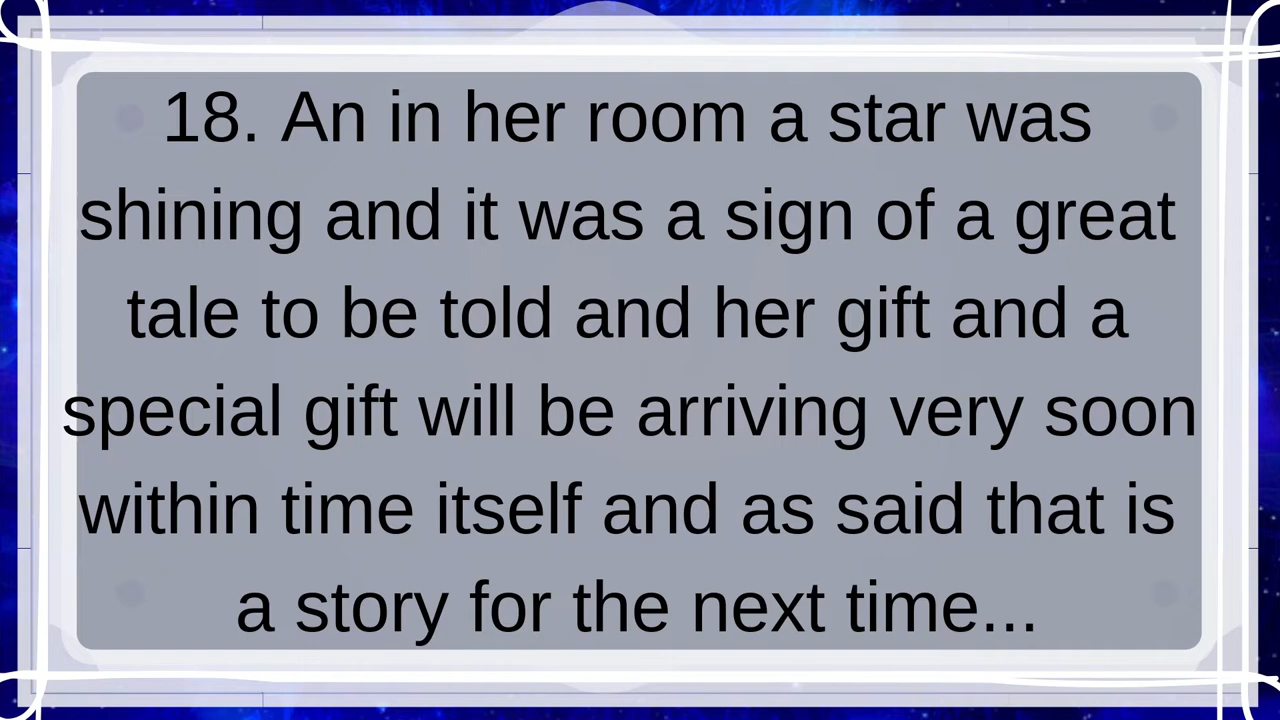 18. An in her room a star was
shining and it was a sign of a great
tale to be told and her gift and a
special gift will be arriving very soon
within time itself and as said that is
a story for the next time...